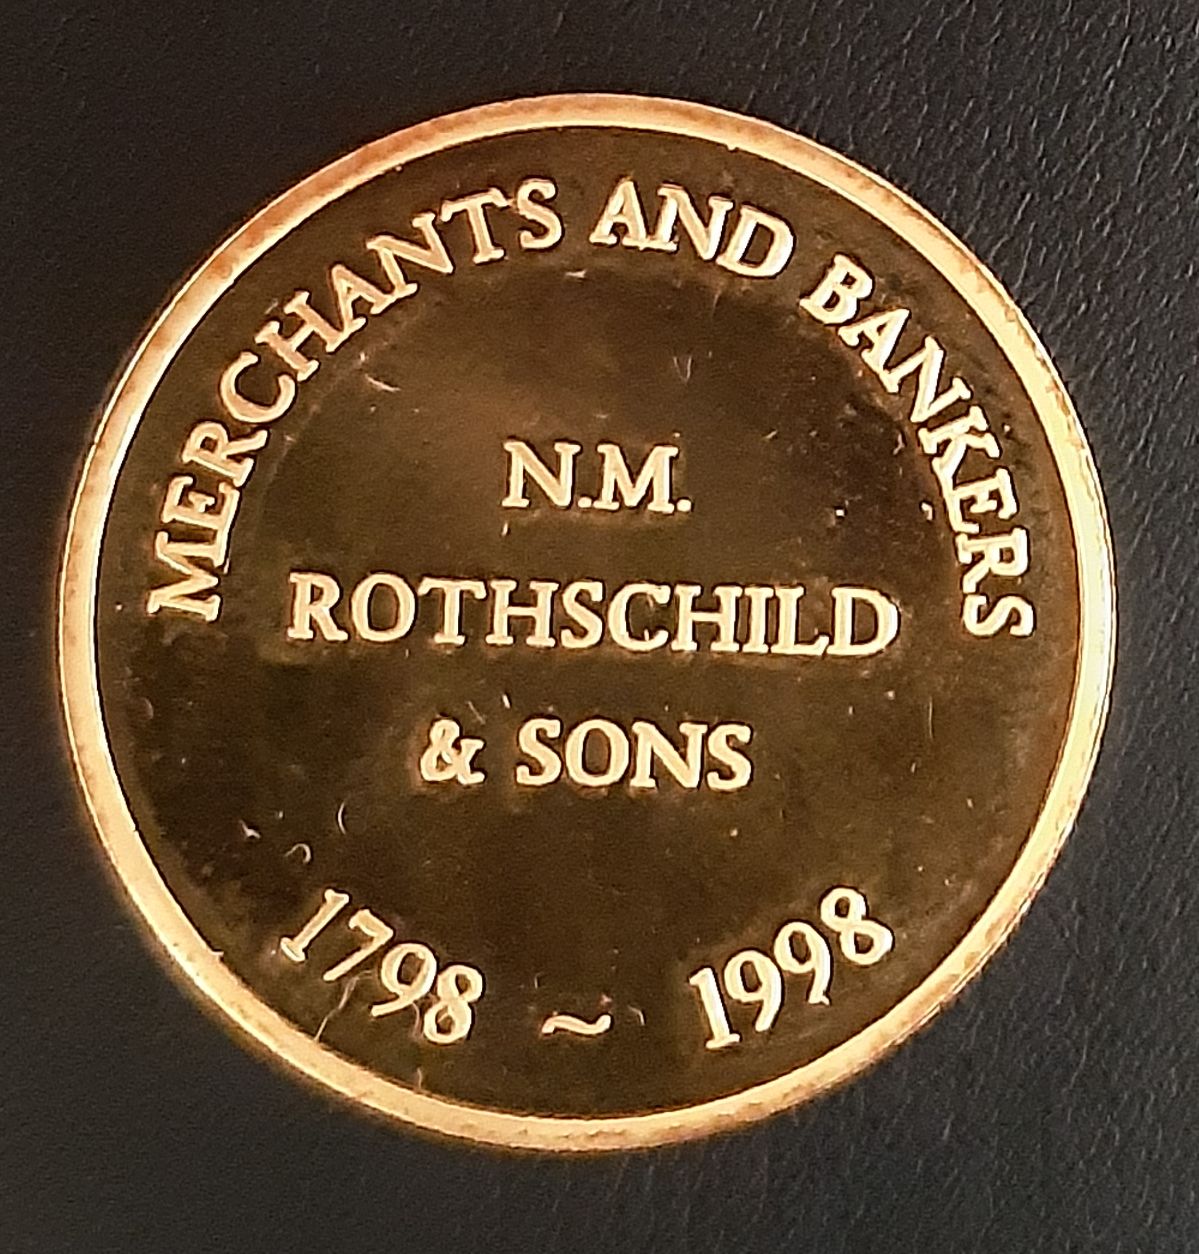 MERCHANTS AND BANKERS
N.M.
ROTHSCHILD
& SONS
1798 ~ 1998